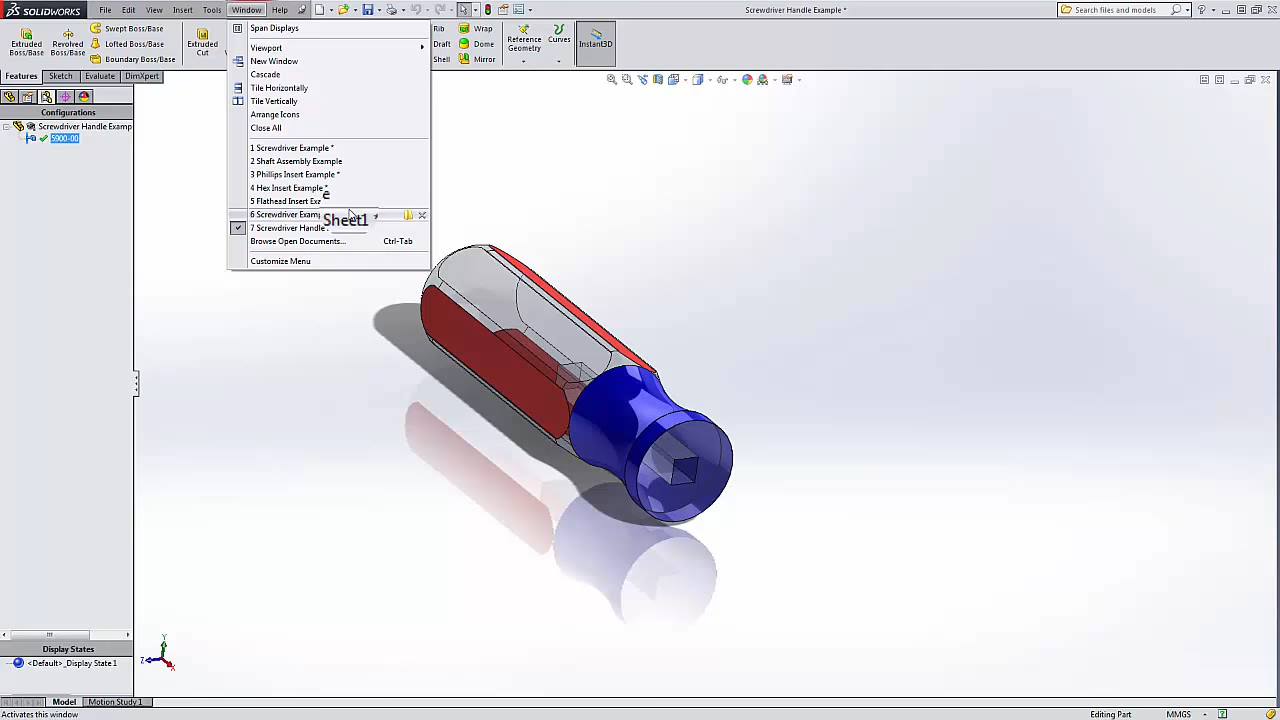 SOLIDWORKS File Edit View Insert Tools Window Help Screwdriver Handle Example * Search files and models
Extruded Boss/Base
Revolved Boss/Base
Swept Boss/Base
Lofted Boss/Base
Boundary Boss/Base
Extruded Cut
Rib
Draft
Shell
Wrap
Dome
Mirror
Reference Geometry
Curves
Instant3D
Features Sketch Evaluate DimXpert
Configurations
Screwdriver Handle Examp
5900-00
Span Displays
Viewport
New Window
Cascade
Tile Horizontally
Tile Vertically
Arrange Icons
Close All
1 Screwdriver Example *
2 Shaft Assembly Example
3 Phillips Insert Example *
4 Hex Insert Example *
5 Flathead Insert Exa
6 Screwdriver Examp
7 Screwdriver Handle
Sheet1
Browse Open Documents... Ctrl-Tab
Customize Menu
Y
Z
X
Display States
<Default>_Display State 1
Model Motion Study 1
Activates this window Editing Part MMGS